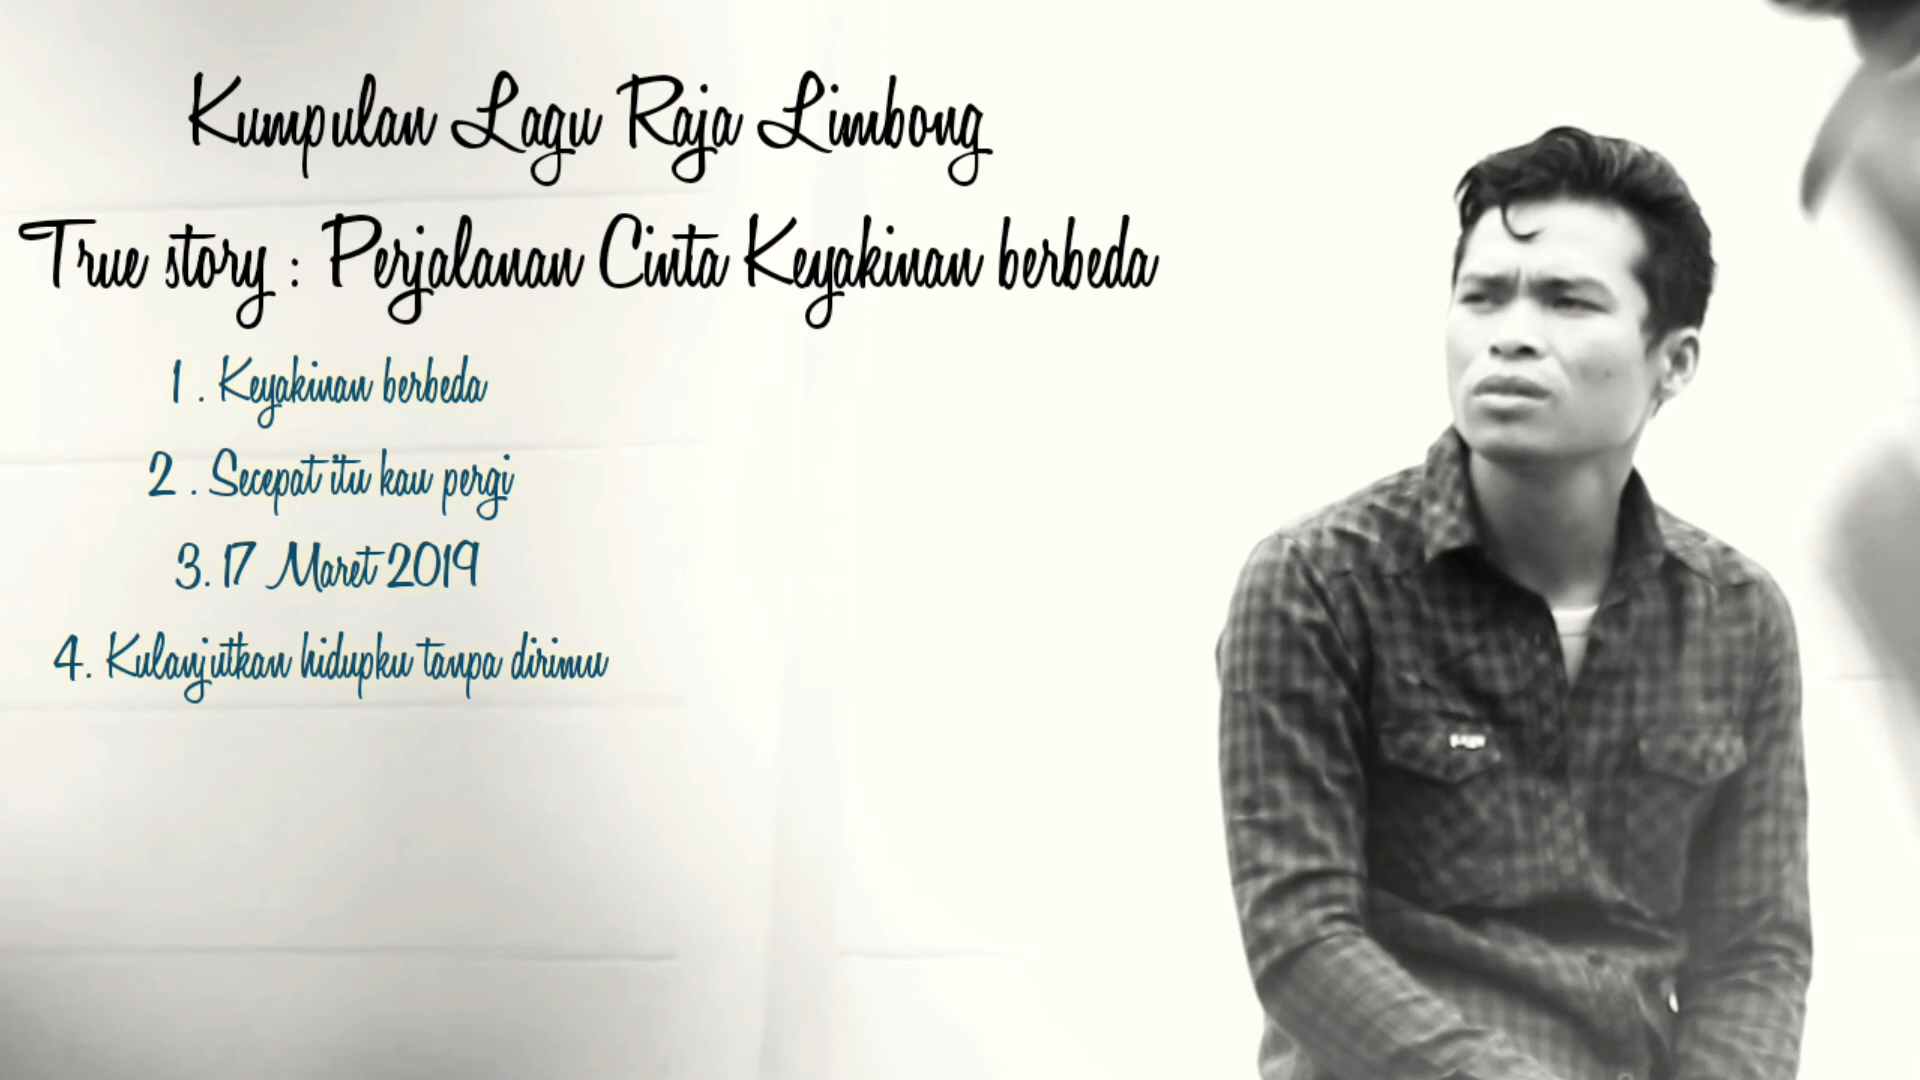 Kumpulan Lagu Raja Limbong
True story : Perjalanan Cinta Keyakinan berbeda
1 . Keyakinan berbeda
2 . Secepat itu kau pergi
3. 17 Maret 2019
4. Kulanjutkan hidupku tanpa dirimu